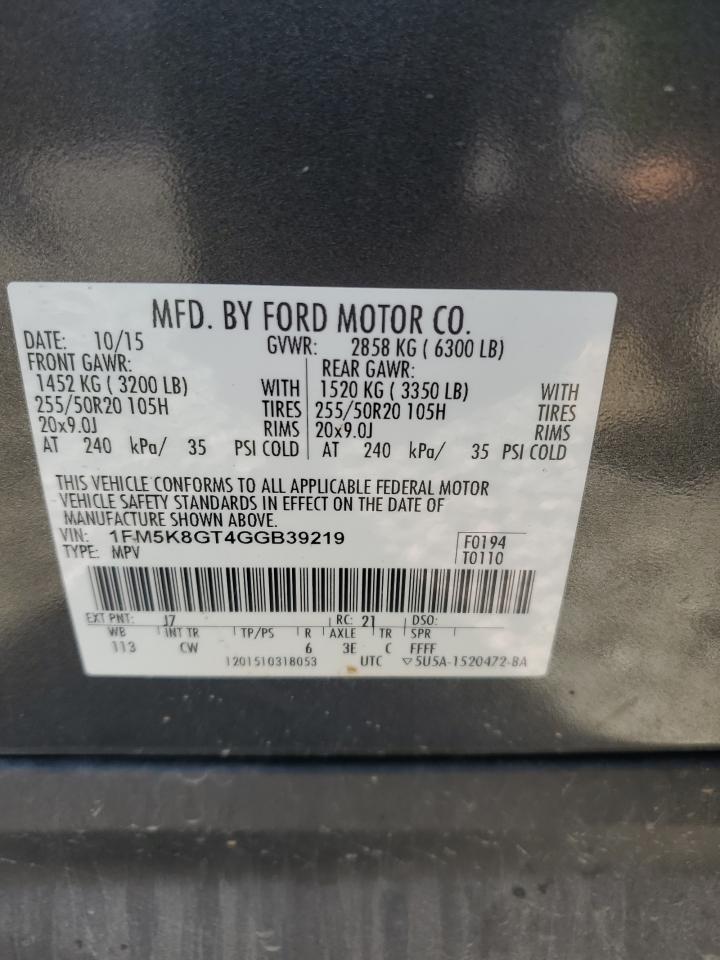 MFD. BY FORD MOTOR CO.
DATE: 10/15 GVWR: 2858 KG ( 6300 LB)
FRONT GAWR: REAR GAWR:
1452 KG ( 3200 LB) WITH 1520 KG ( 3350 LB) WITH
255/50R20 105H TIRES 255/50R20 105H TIRES
20x9.0J RIMS 20x9.0J RIMS
AT 240 kPa/ 35 PSI COLD AT 240 kPa/ 35 PSI COLD
THIS VEHICLE CONFORMS TO ALL APPLICABLE FEDERAL MOTOR
VEHICLE SAFETY STANDARDS IN EFFECT ON THE DATE OF
MANUFACTURE SHOWN ABOVE.
VIN: 1FM5K8GT4GGB39219 F0194
TYPE: MPV T0110
EXT PNT: J7 RC: 21 DSO:
WB INT TR TP/PS R AXLE TR SPR
113 CW 6 3E C FFFF
1201510318053 UTC ▽5U5A-1520472-BA